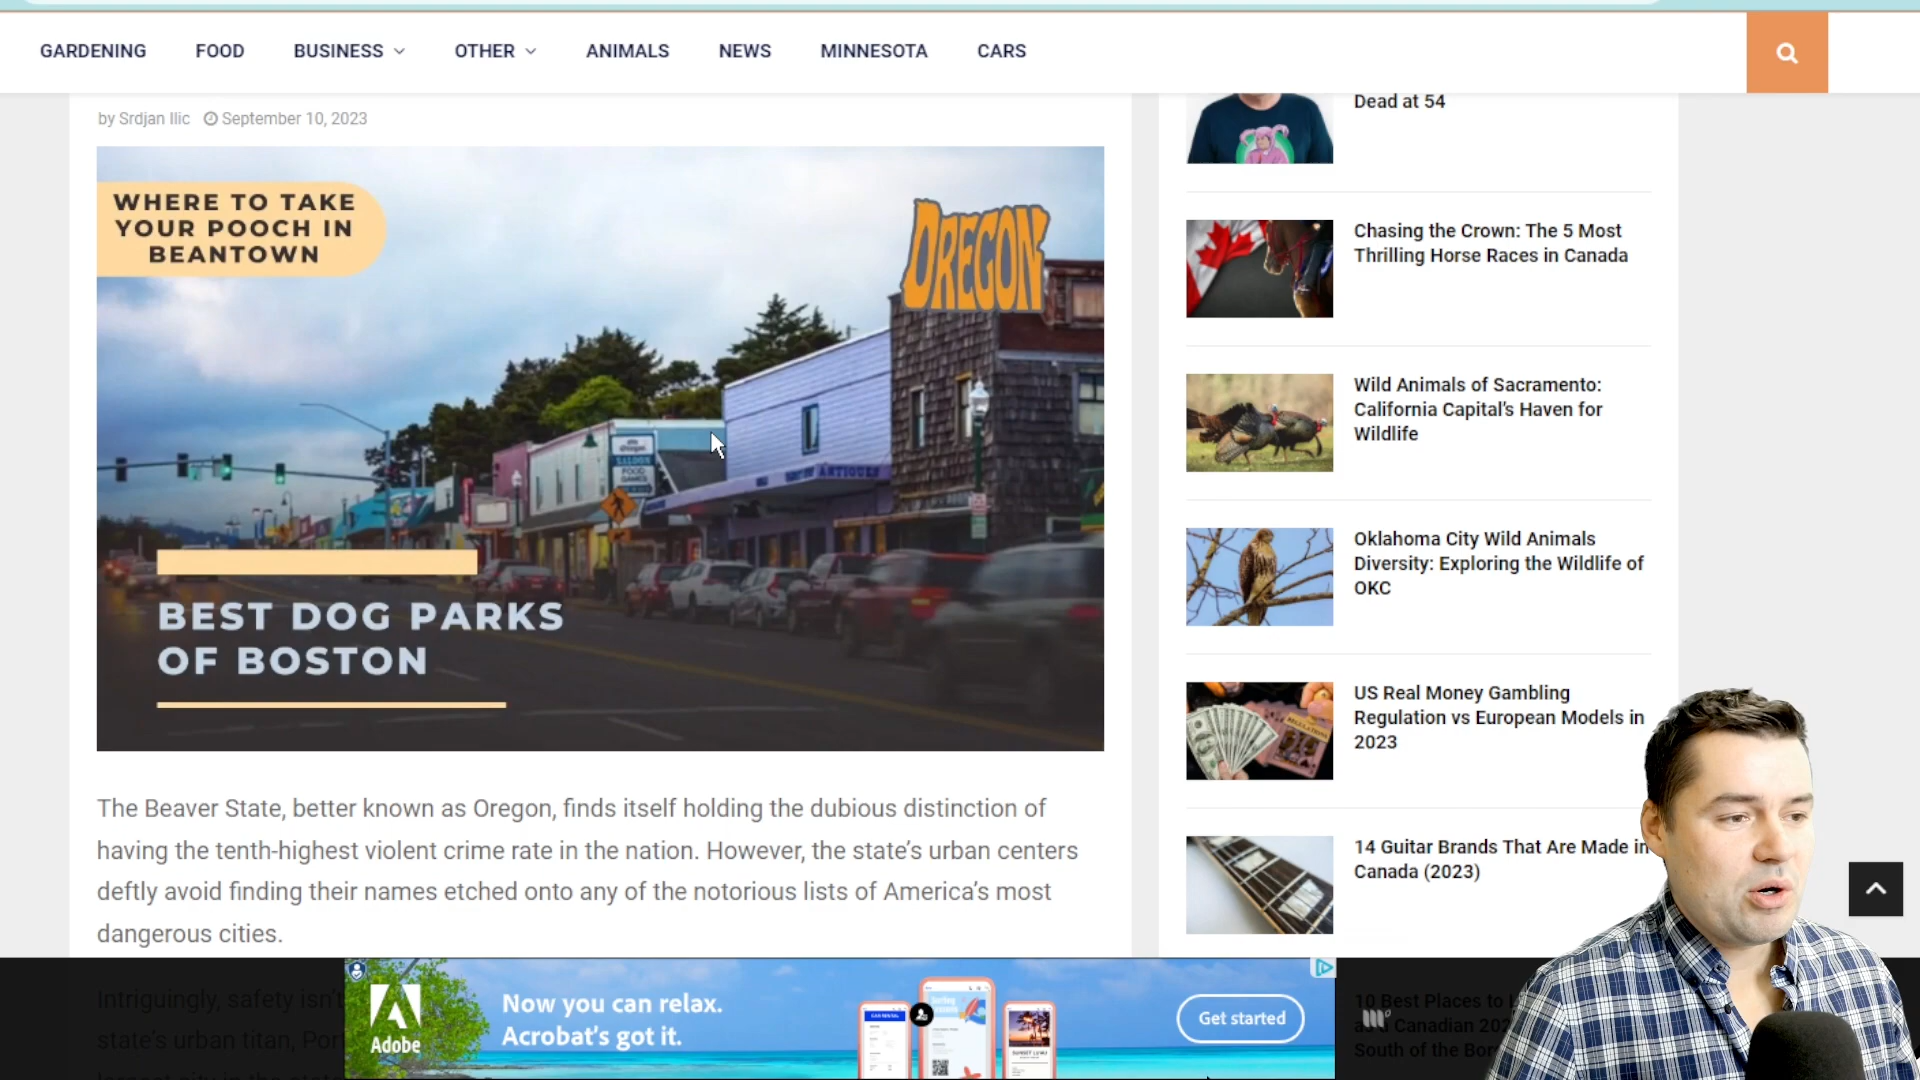 GARDENING FOOD BUSINESS OTHER ANIMALS NEWS MINNESOTA CARS
by Srdjan Ilic September 10, 2023
WHERE TO TAKE
YOUR POOCH IN
BEANTOWN
OREGON
SALOON
FOOD
GAMES
ANTIQUES
BEST DOG PARKS
OF BOSTON
The Beaver State, better known as Oregon, finds itself holding the dubious distinction of
having the tenth-highest violent crime rate in the nation. However, the state's urban centers
deftly avoid finding their names etched onto any of the notorious lists of America's most
dangerous cities.
Intriguingly, safety isn't
state's urban titan,
Dead at 54
Chasing the Crown: The 5 Most
Thrilling Horse Races in Canada
Wild Animals of Sacramento:
California Capital's Haven for
Wildlife
Oklahoma City Wild Animals
Diversity: Exploring the Wildlife of
OKC
US Real Money Gambling
Regulation vs European Models in
2023
14 Guitar Brands That Are Made in
Canada (2023)
10 Best Places to
Canadian
South of the
Adobe
Now you can relax.
Acrobat's got it.
Get started